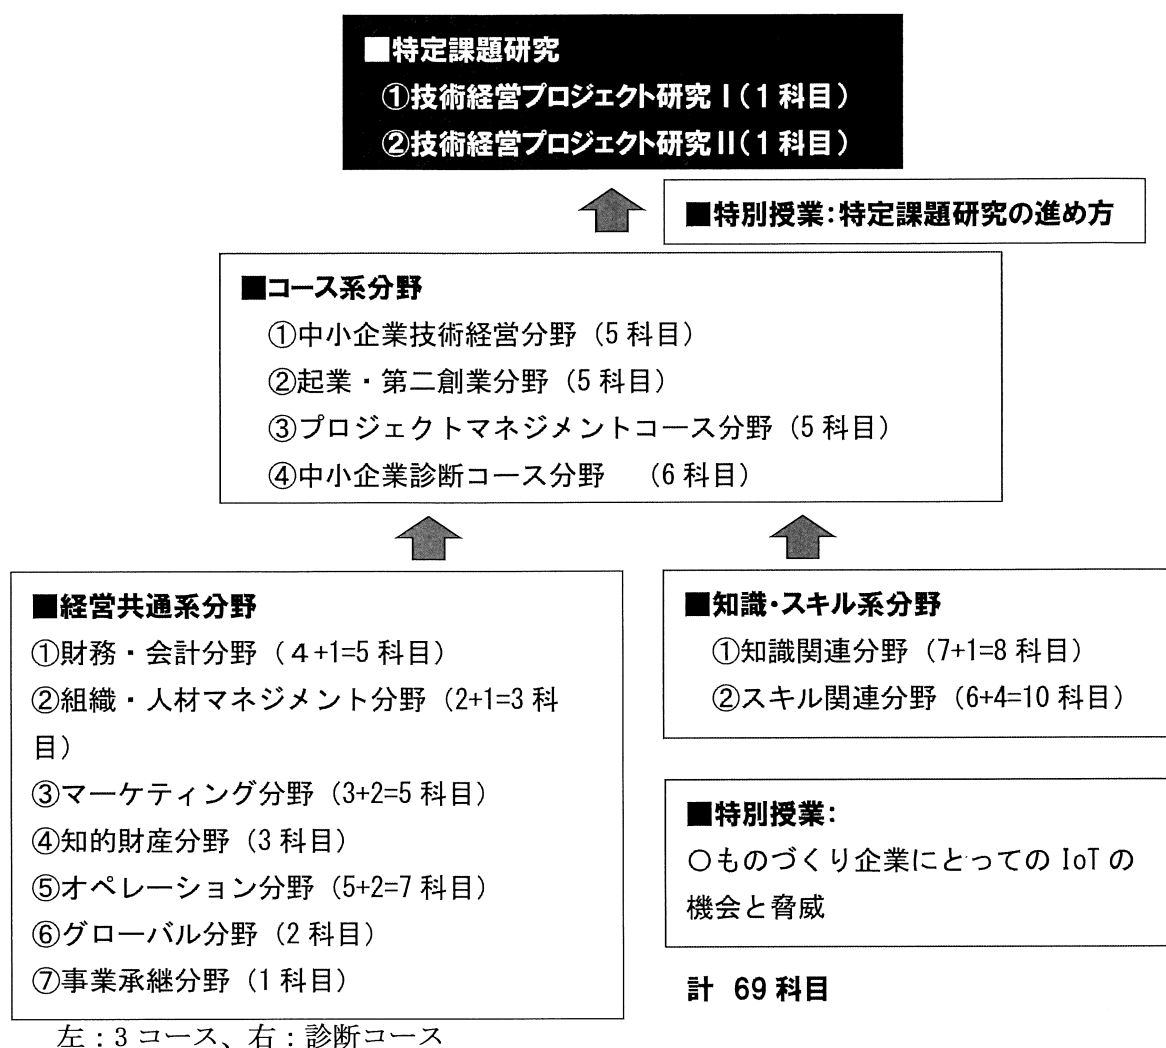 ■特定課題研究
①技術経営プロジェクト研究Ⅰ(1科目)
②技術経営プロジェクト研究II(1科目)
■特別授業:特定課題研究の進め方
■コース系分野
①中小企業技術経営分野(5科目)
②起業・第二創業分野(5科目)
③プロジェクトマネジメントコース分野(5科目)
④中小企業診断コース分野 (6科目)
■経営共通系分野
①財務・会計分野(4+1=5科目)
②組織・人材マネジメント分野(2+1=3科
目)
③マーケティング分野(3+2=5科目)
④知的財産分野(3科目)
⑤オペレーション分野(5+2=7科目)
⑥グローバル分野(2科目)
⑦事業承継分野(1科目)
■知識・スキル系分野
①知識関連分野(7+1=8科目)
②スキル関連分野(6+4=10科目)
■特別授業:
○ものづくり企業にとってのIoTの
機会と脅威
計 69科目
左:3コース、右:診断コース